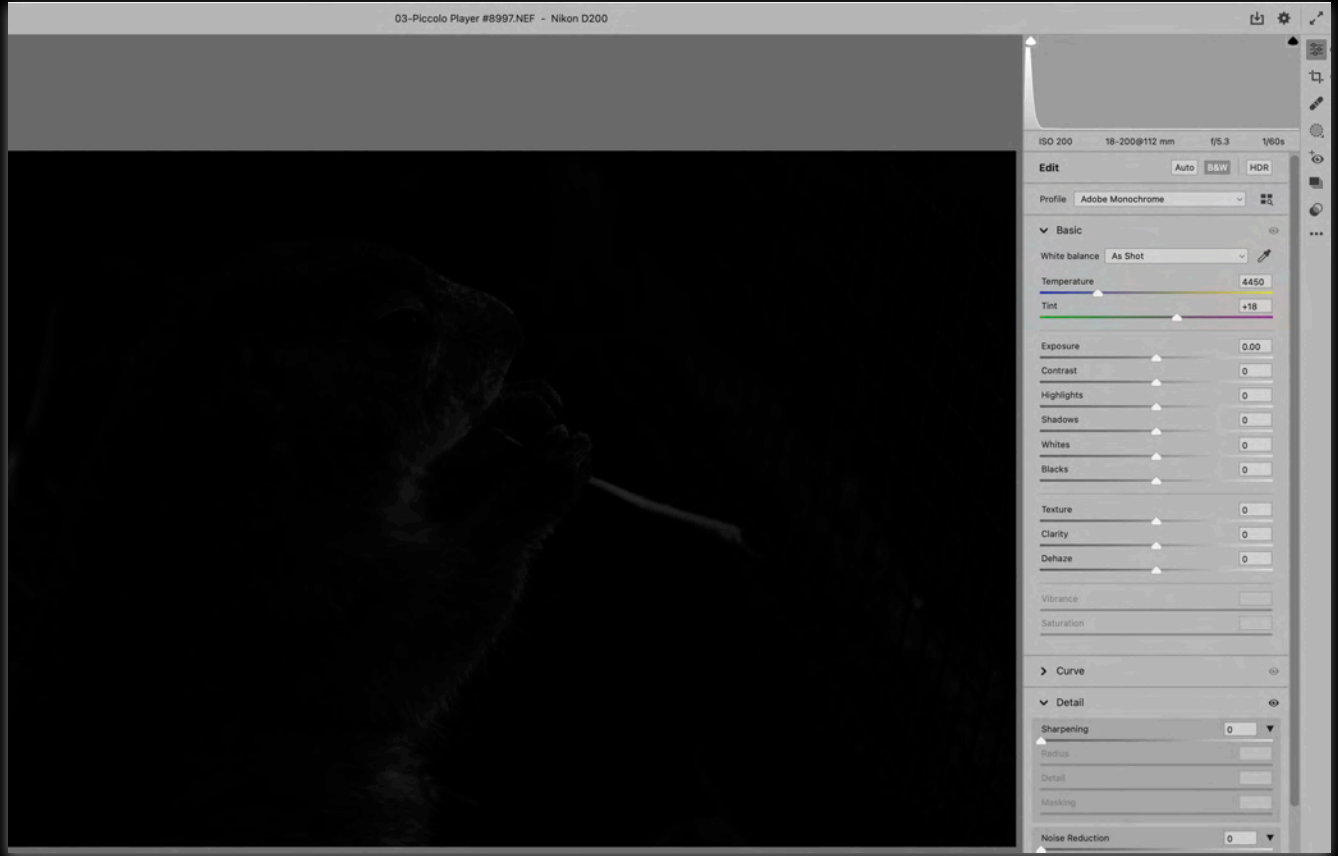 03-Piccolo Player #8997.NEF - Nikon D200
ISO 200 18-200@112 mm f/5.3 1/60s
Edit Auto B&W HDR
Profile Adobe Monochrome
Basic
White balance As Shot
Temperature 4450
Tint +18
Exposure 0.00
Contrast 0
Highlights 0
Shadows 0
Whites 0
Blacks 0
Texture 0
Clarity 0
Dehaze 0
Vibrance
Saturation
Curve
Detail
Sharpening 0
Radius
Detail
Masking
Noise Reduction 0